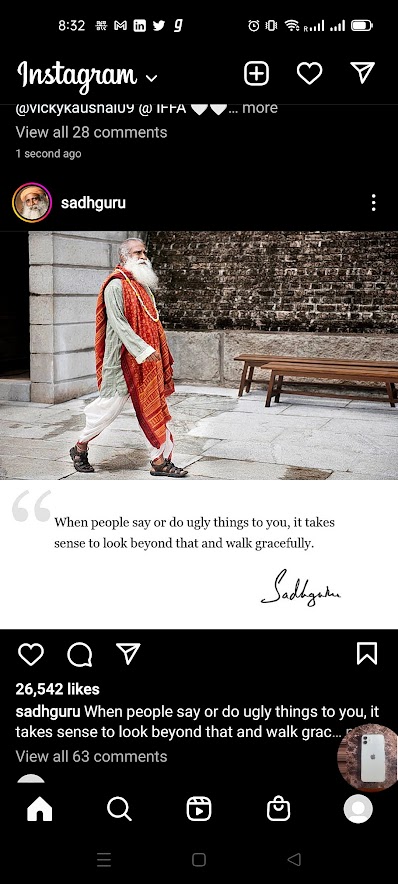 8:32
Instagram
@vickykaushal09 @ IFFA 🤍🤍... more
View all 28 comments
1 second ago
sadhguru
When people say or do ugly things to you, it takes
sense to look beyond that and walk gracefully.
Sadhguru
26,542 likes
sadhguru When people say or do ugly things to you, it
takes sense to look beyond that and walk grac...
View all 63 comments